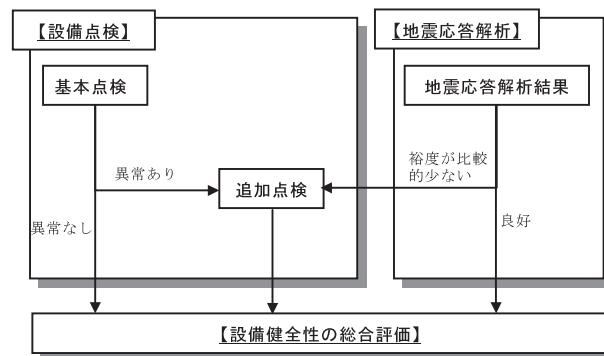 【設備点検】
【地震応答解析】
基本点検
地震応答解析結果
裕度が比較
的少ない
異常あり
追加点検
異常なし
良好
【設備健全性の総合評価】